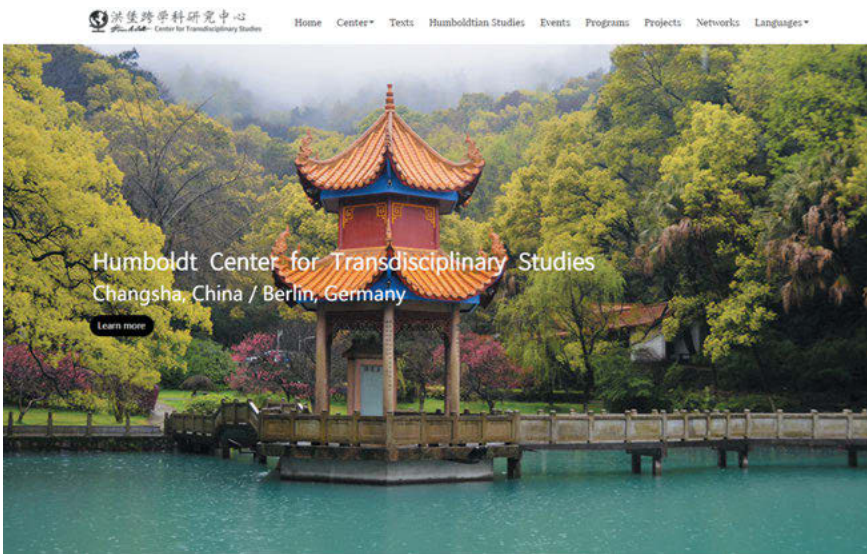 洪堡跨学科研究中心
Center for Transdisciplinary Studies
Home Center Texts Humboldtian Studies Events Programs Projects Networks Languages
Humboldt Center for Transdisciplinary Studies
Changsha, China / Berlin, Germany
Learn more